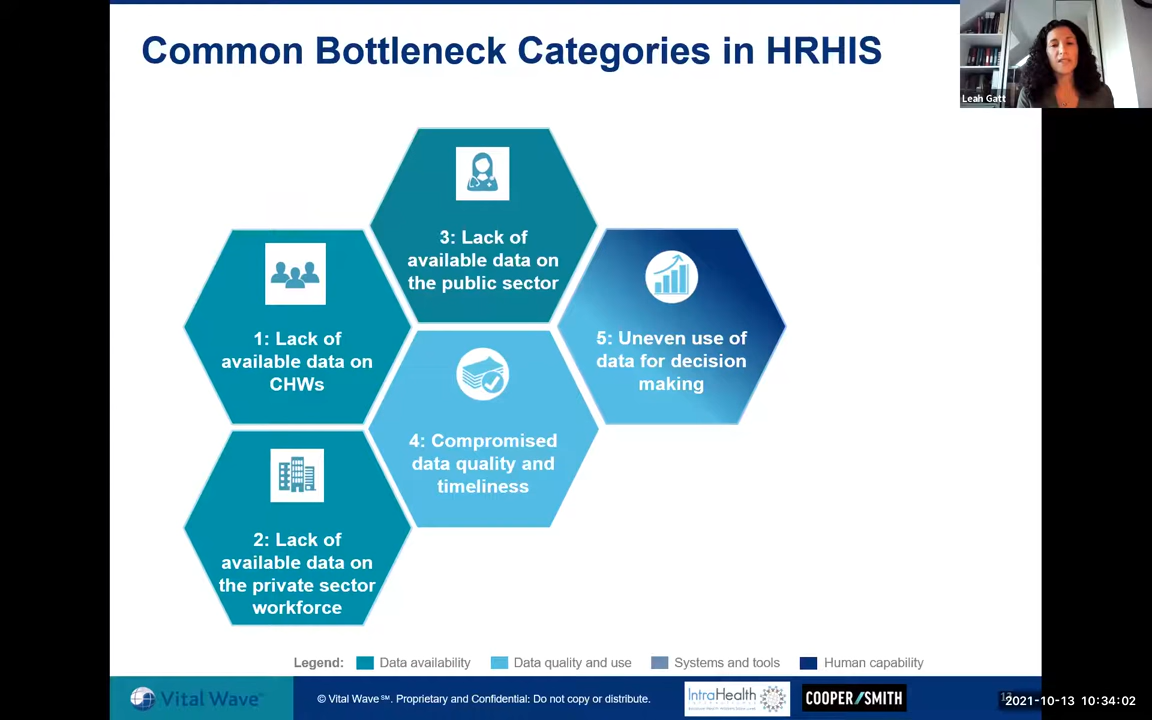 Common Bottleneck Categories in HRHIS
Leah Gatt
3: Lack of
available data on
the public sector
1: Lack of
available data on
CHWs
5: Uneven use of
data for decision
making
4: Compromised
data quality and
timeliness
2: Lack of
available data on
the private sector
workforce
Legend:
Data availability
Data quality and use
Systems and tools
Human capability
Vital Wave
© Vital Wave℠. Proprietary and Confidential: Do not copy or distribute.
IntraHealth
COOPER/SMITH
2021-10-13 10:34:02